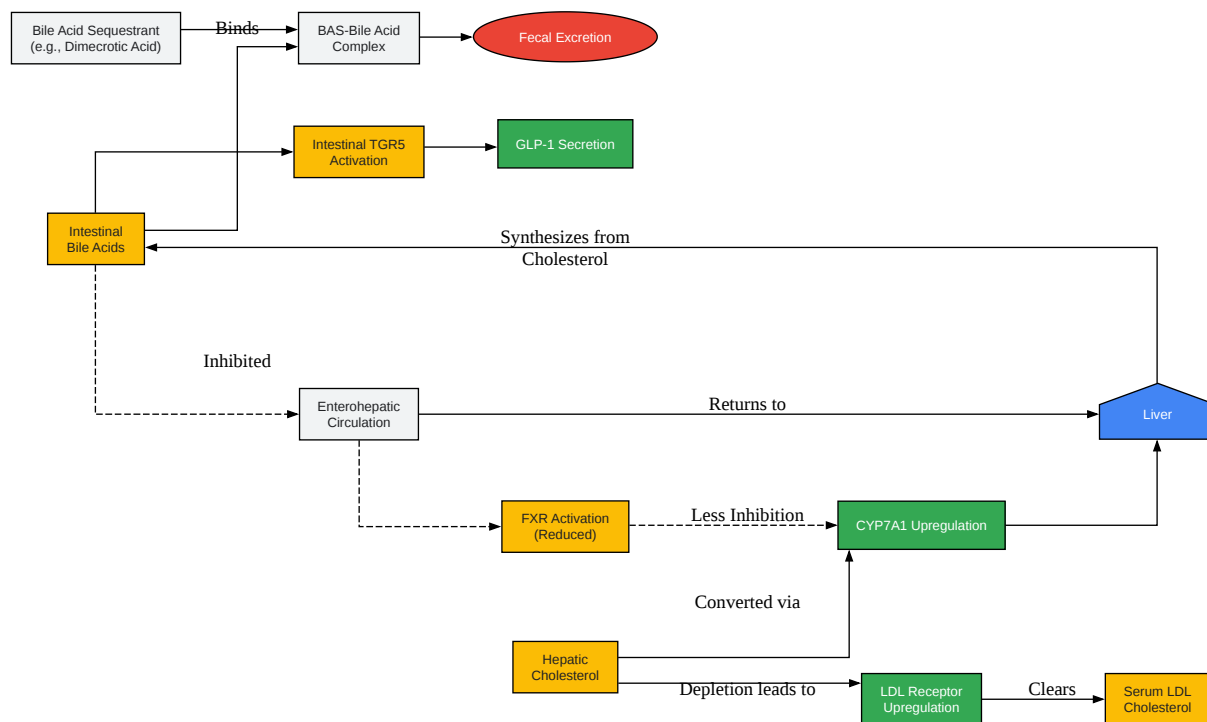 Bile Acid Sequestrant
(e.g., Dimecrotic Acid)
Binds
BAS-Bile Acid
Complex
Fecal Excretion
Intestinal TGR5
Activation
GLP-1 Secretion
Intestinal
Bile Acids
Synthesizes from
Cholesterol
Inhibited
Enterohepatic
Circulation
Returns to
Liver
FXR Activation
(Reduced)
Less Inhibition
CYP7A1 Upregulation
Converted via
Hepatic
Cholesterol
Depletion leads to
LDL Receptor
Upregulation
Clears
Serum LDL
Cholesterol